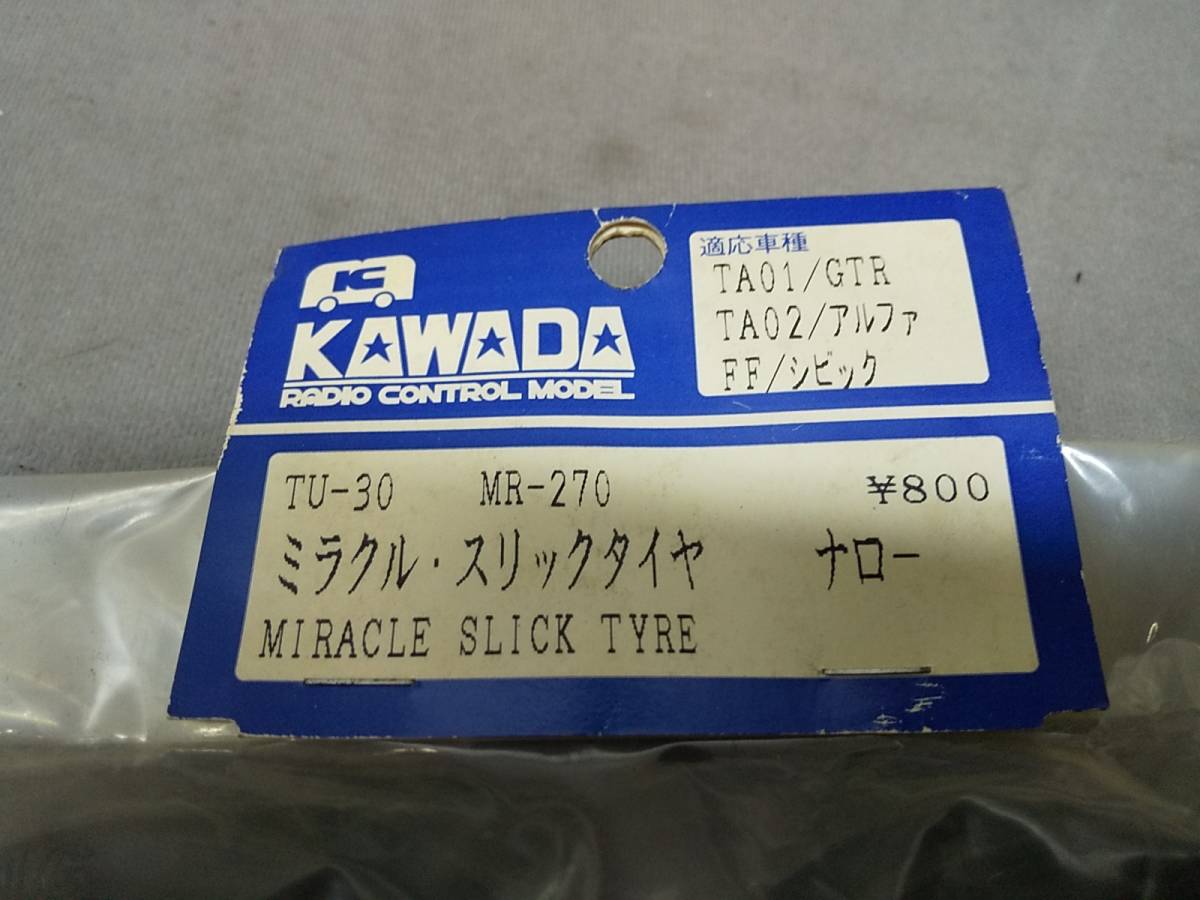 KAWADA
RADIO CONTROL MODEL
適応車種
TA01/GTR
TA02/アルファ
FF/シビック
TU-30 MR-270 ¥800
ミラクル・スリックタイヤ ナロー
MIRACLE SLICK TYRE